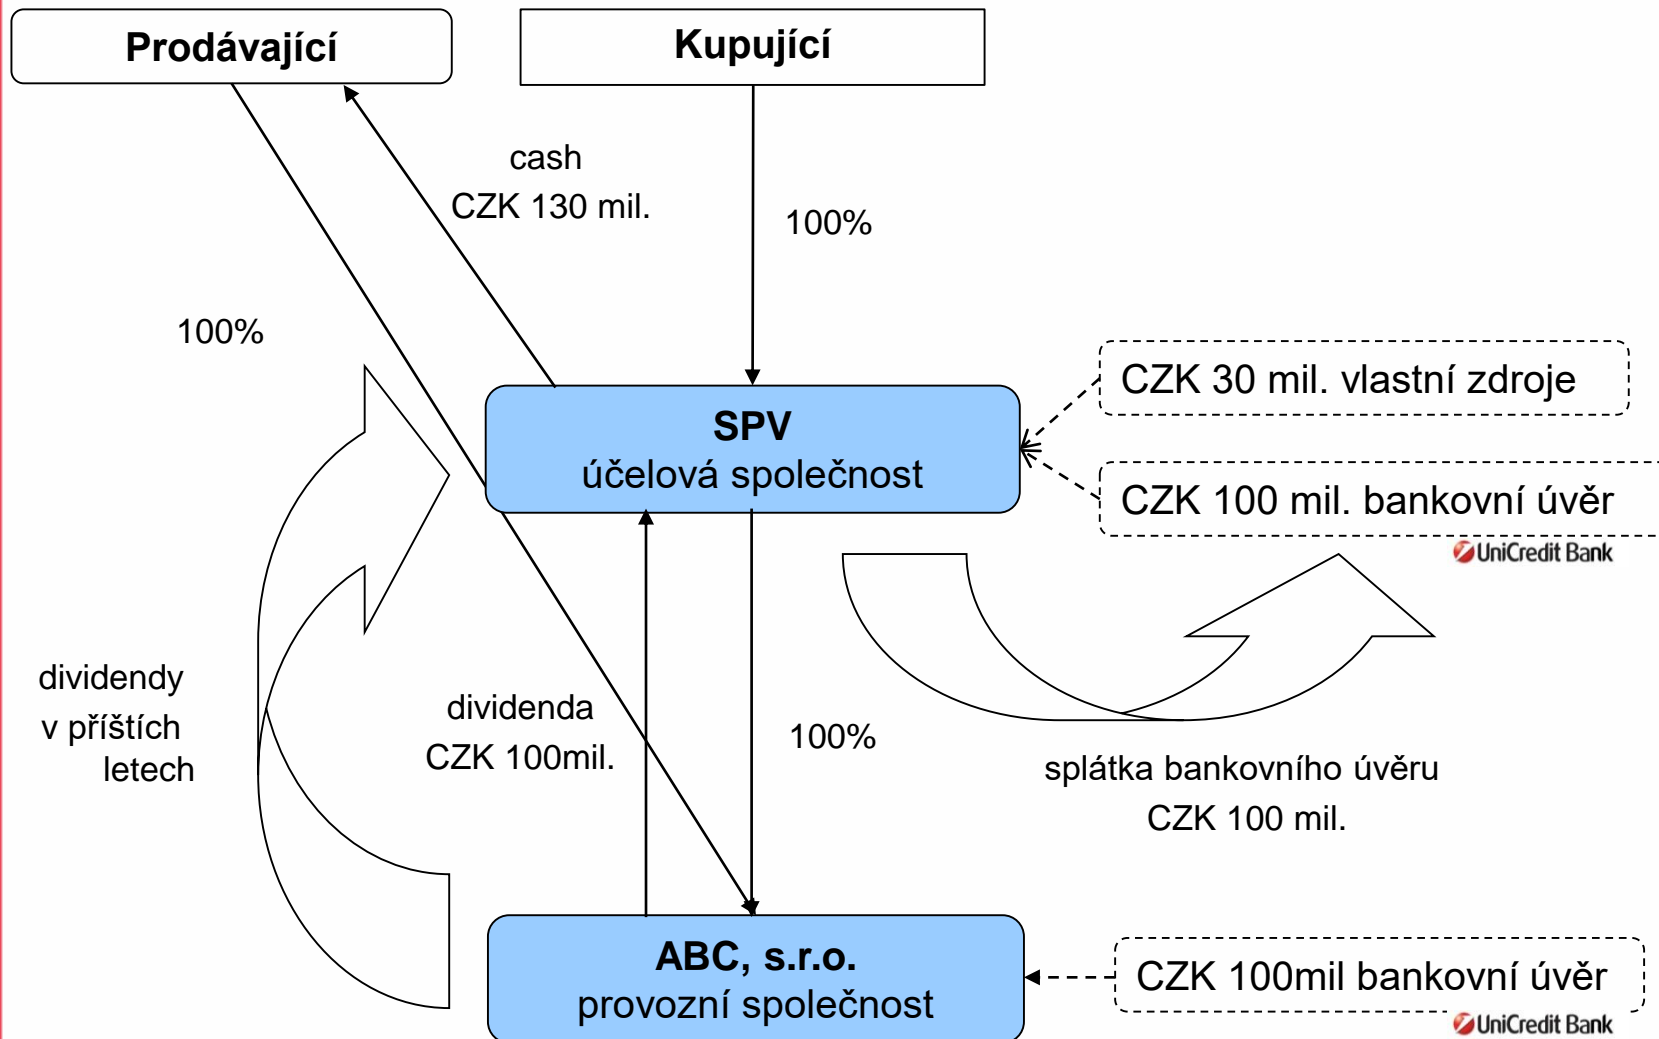 Prodávající
Kupující
cash
CZK 130 mil.
100%
100%
CZK 30 mil. vlastní zdroje
SPV
účelová společnost
CZK 100 mil. bankovní úvěr
UniCredit Bank
dividendy
v příštích
letech
dividenda
CZK 100mil.
100%
splátka bankovního úvěru
CZK 100 mil.
ABC, s.r.o.
provozní společnost
CZK 100mil bankovní úvěr
UniCredit Bank